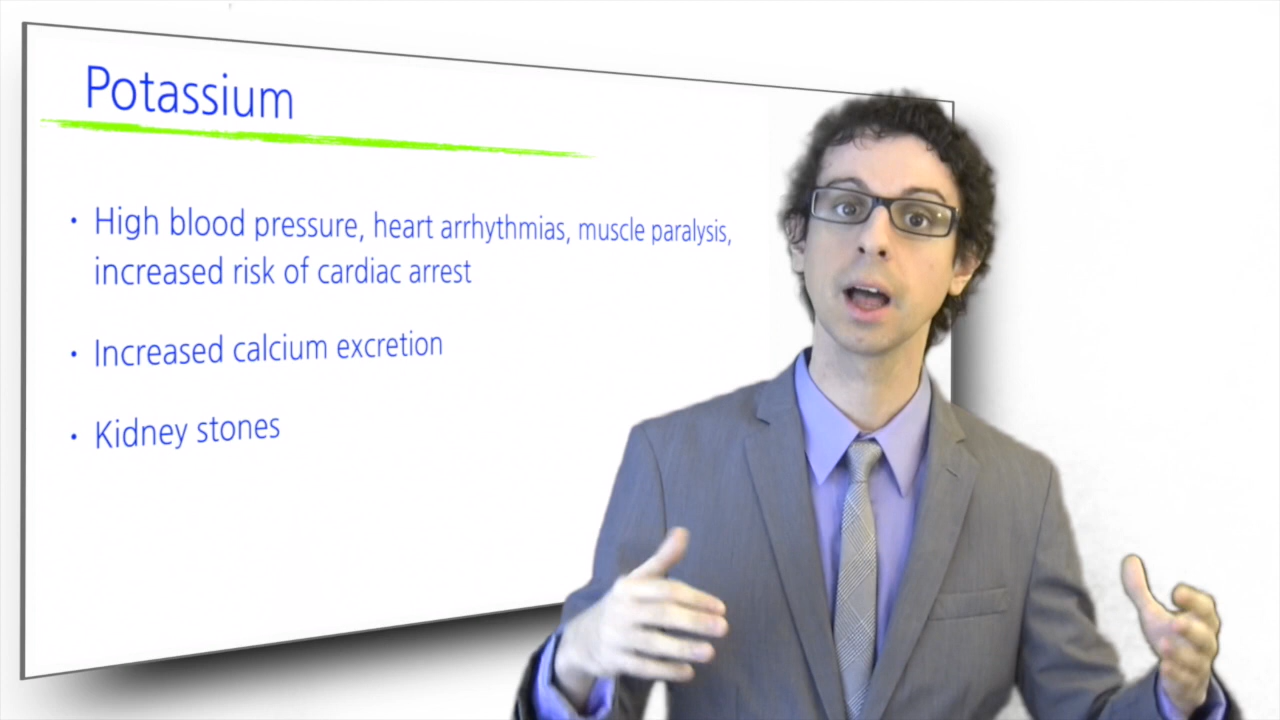 Potassium
• High blood pressure, heart arrhythmias, muscle paralysis,
increased risk of cardiac arrest
• Increased calcium excretion
• Kidney stones